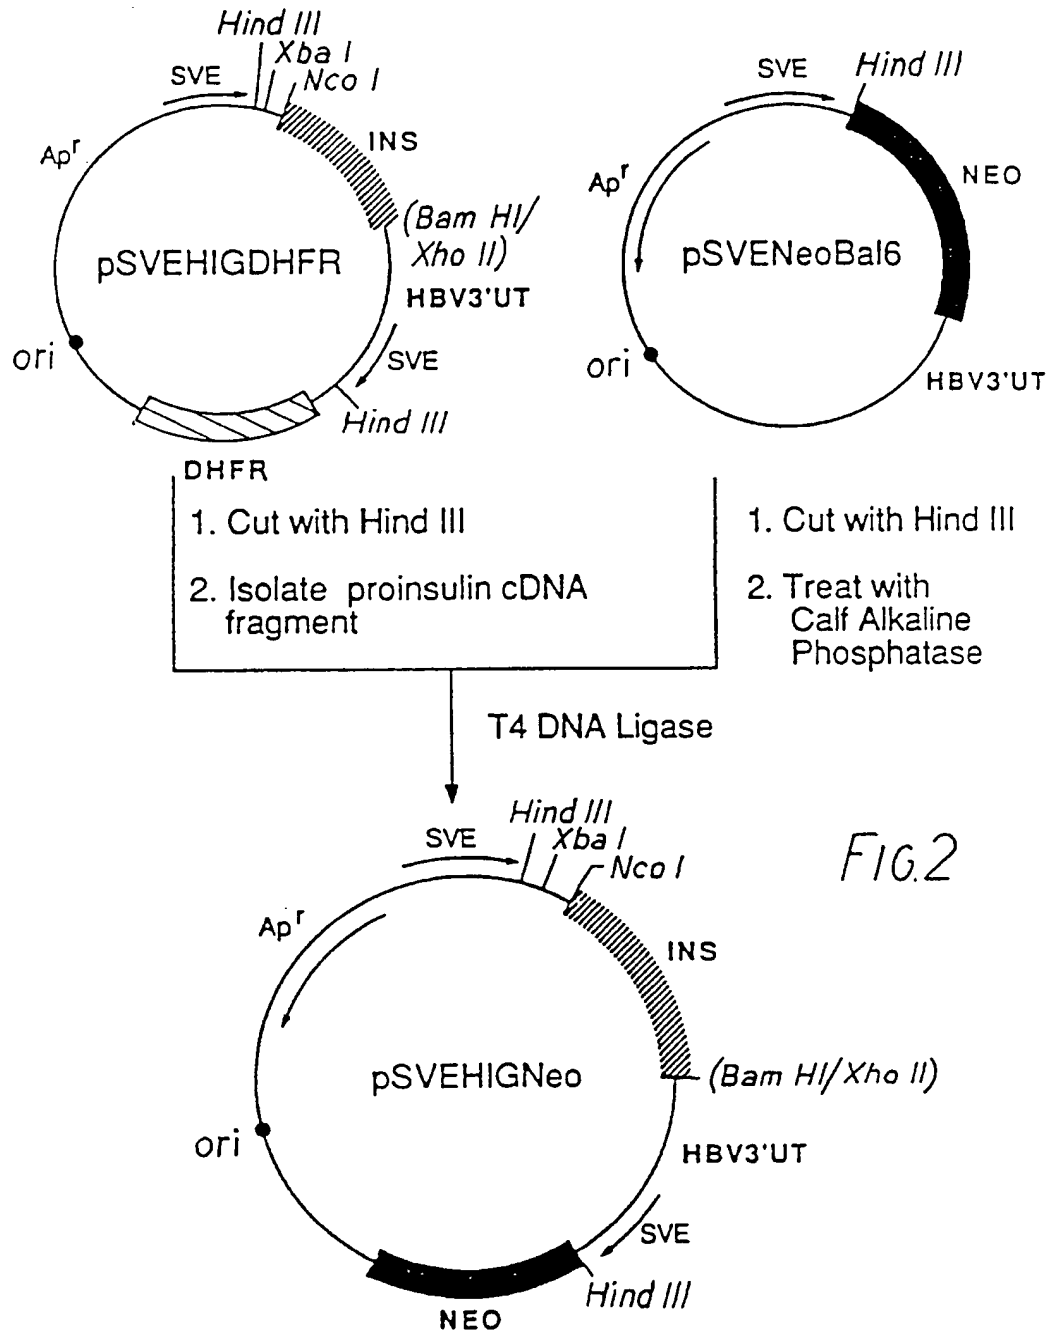 Hind III
Xba I
Nco I
SVE
INS
Ap r
(Bam HI/
Xho II)
pSVEHIGDHFR
HBV3'UT
SVE
ori
Hind III
DHFR
SVE
Hind III
NEO
Ap r
pSVENeoBal6
ori
HBV3'UT
1. Cut with Hind III
2. Isolate proinsulin cDNA
fragment
1. Cut with Hind III
2. Treat with
Calf Alkaline
Phosphatase
T4 DNA Ligase
Hind III
Xba I
Nco I
SVE
FIG.2
Ap r
INS
pSVEHIGNeo
(Bam HI/Xho II)
ori
HBV3'UT
SVE
Hind III
NEO